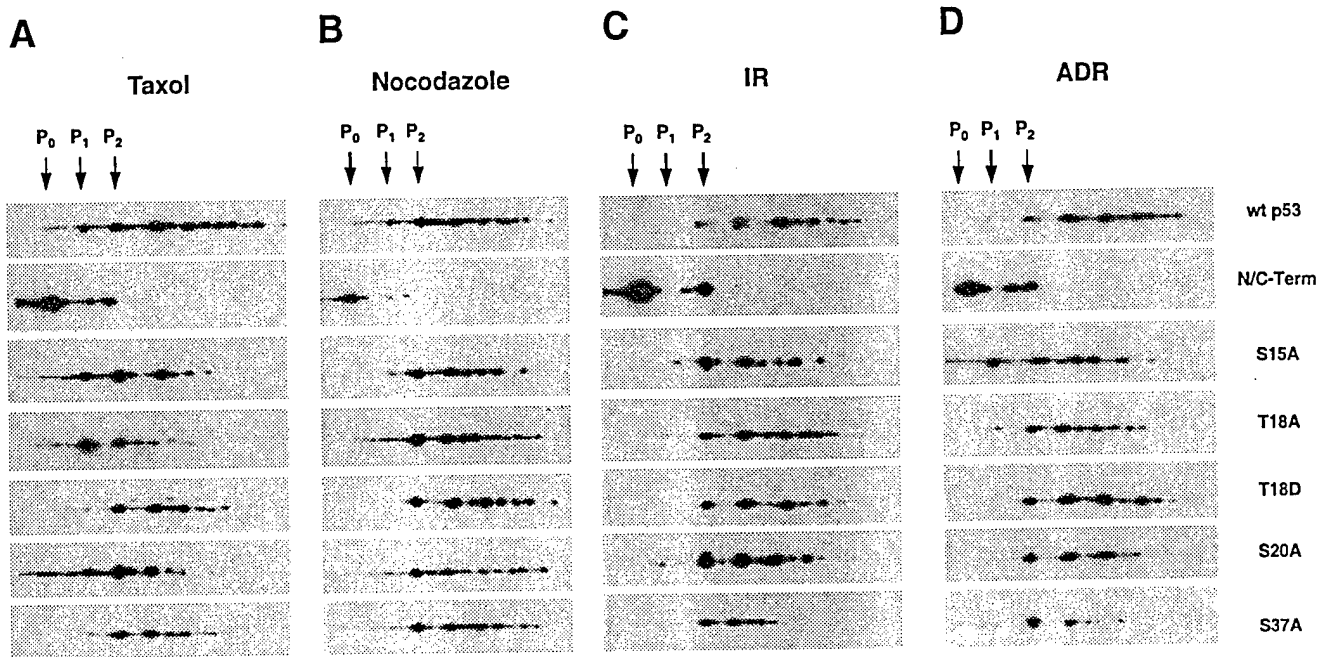 A
B
C
D
Taxol
Nocodazole
IR
ADR
P0 P1 P2
P0 P1 P2
P0 P1 P2
P0 P1 P2
wt p53
N/C-Term
S15A
T18A
T18D
S20A
S37A